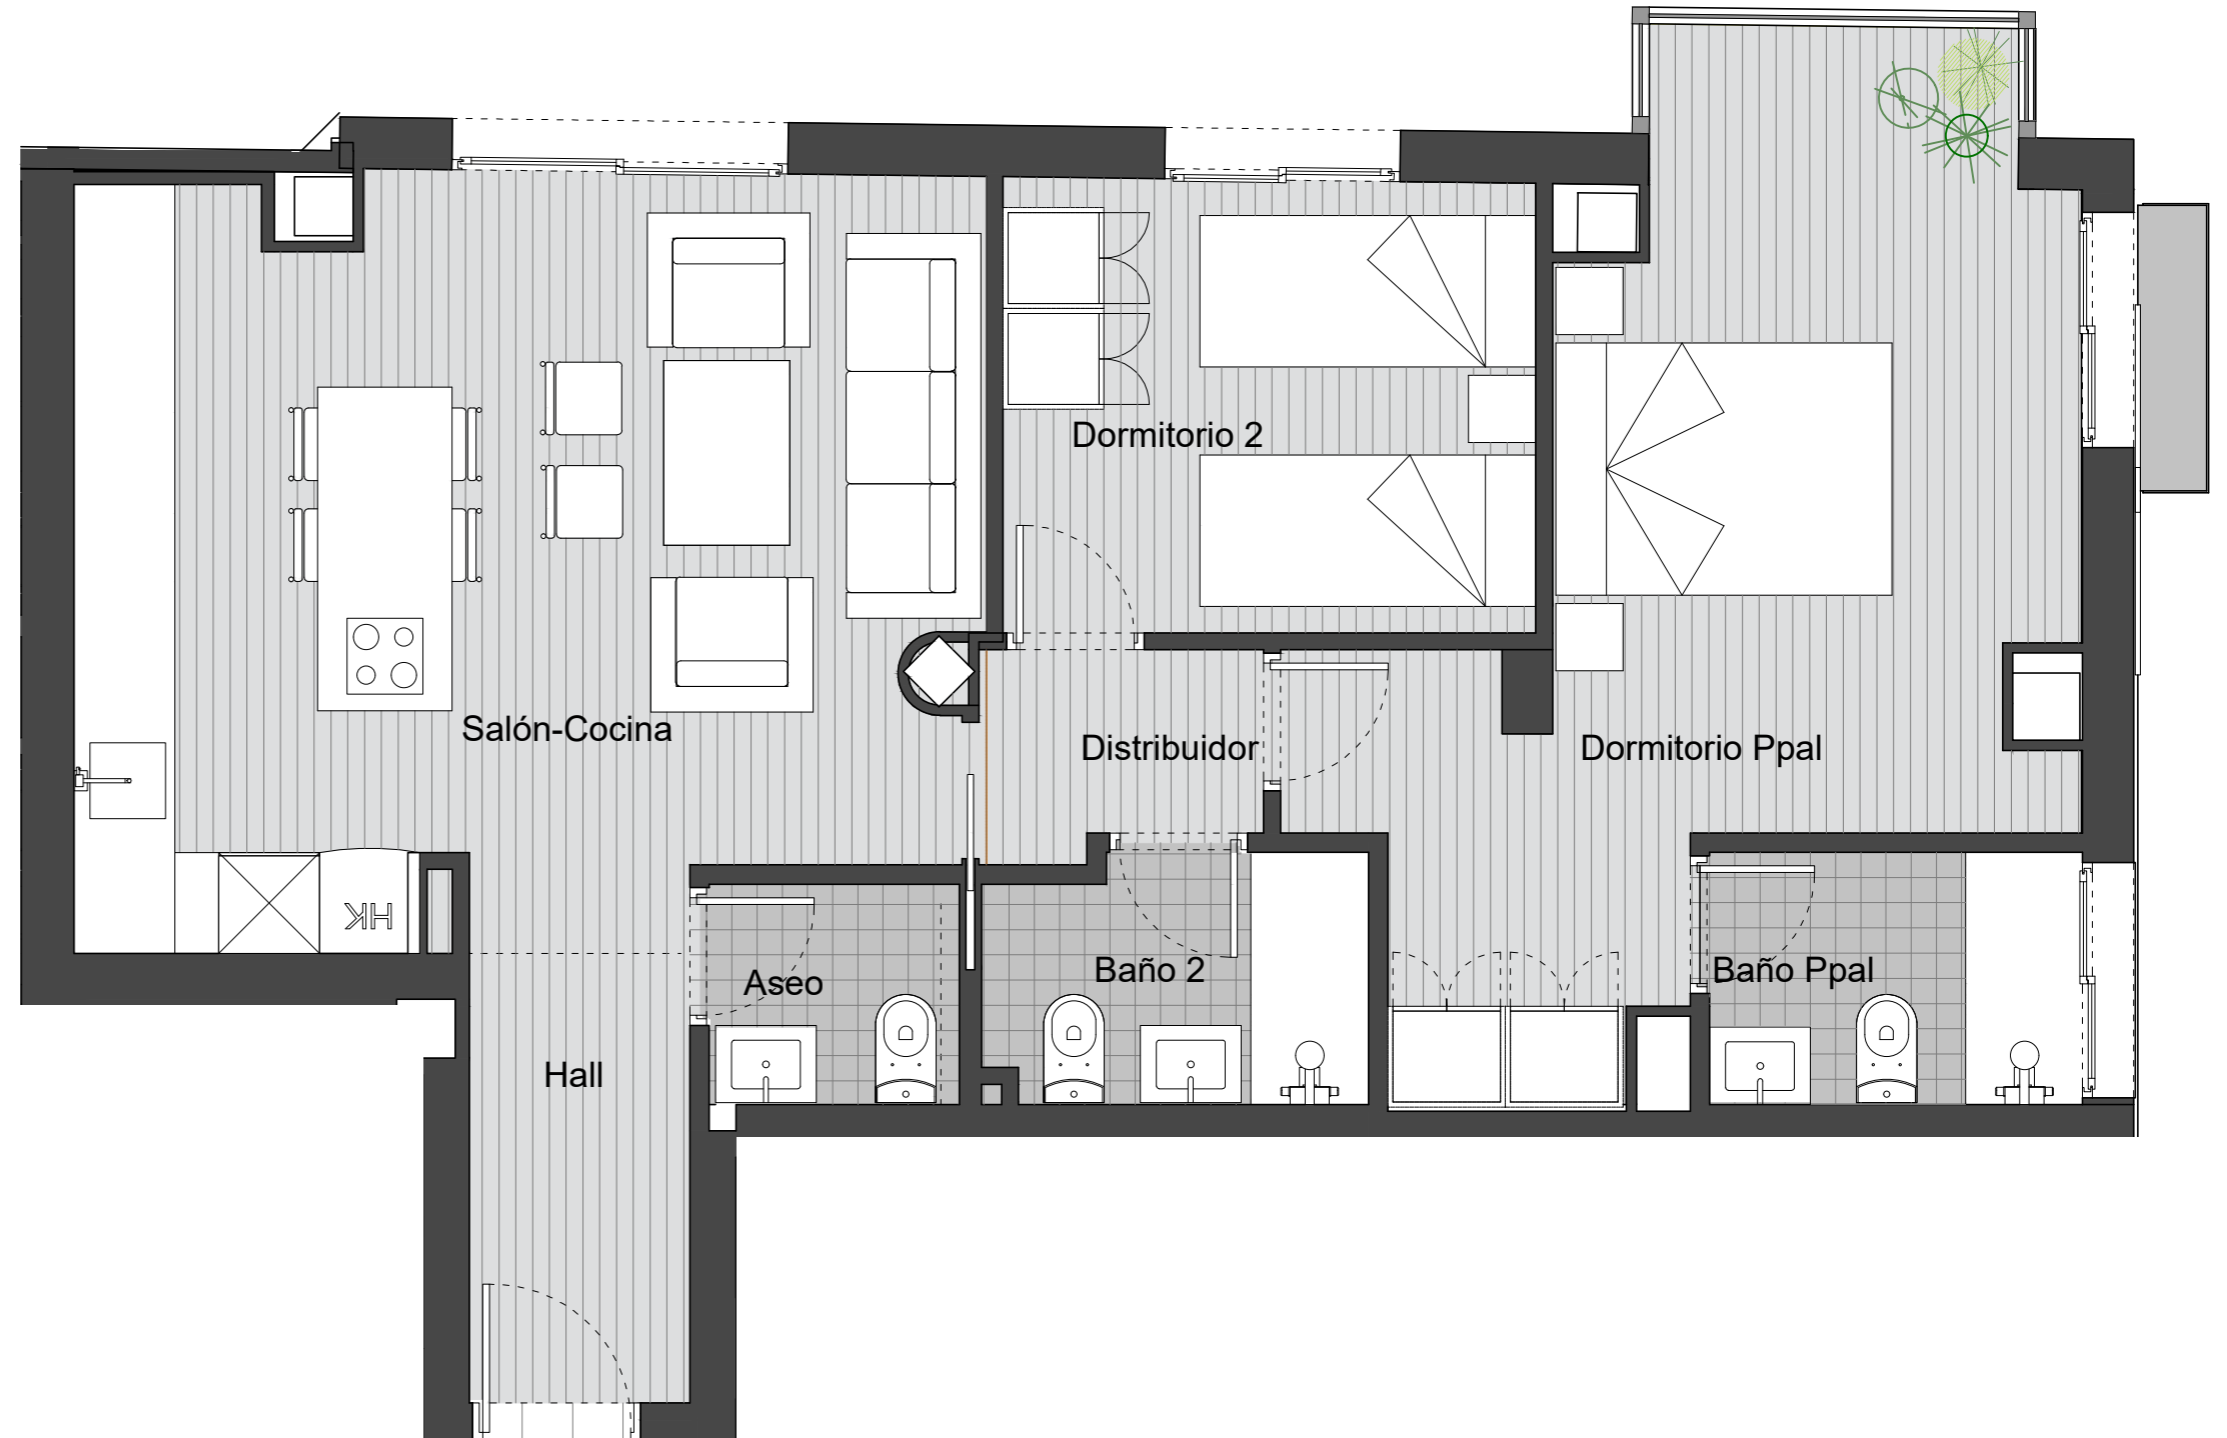 Dormitorio 2
Salón-Cocina
Distribuidor
Dormitorio Ppal
HK
Aseo
Baño 2
Baño Ppal
Hall